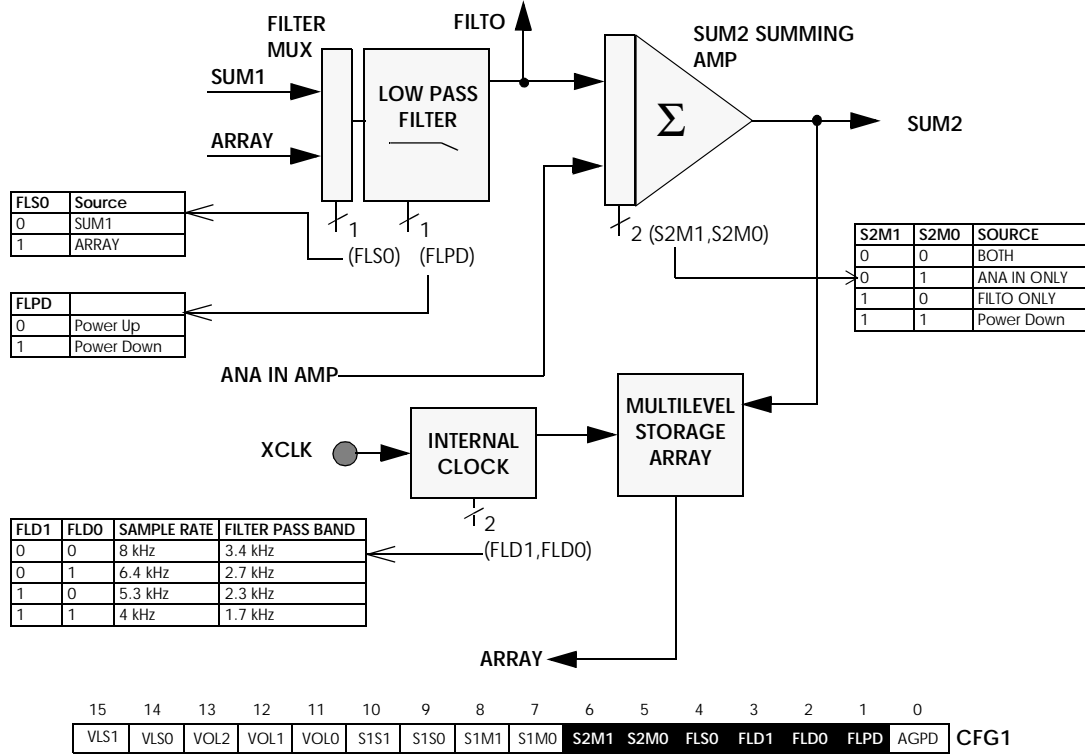 FILTER
MUX
FILTO
SUM2 SUMMING
AMP
SUM1
LOW PASS
FILTER
Σ
SUM2
ARRAY
FLS0 Source
0 SUM1
1 ARRAY
1
(FLS0)
1
(FLPD)
2 (S2M1,S2M0)
S2M1 S2M0 SOURCE
0 0 BOTH
0 1 ANA IN ONLY
1 0 FILTO ONLY
1 1 Power Down
FLPD
0 Power Up
1 Power Down
ANA IN AMP
XCLK
INTERNAL
CLOCK
MULTILEVEL
STORAGE
ARRAY
2
(FLD1,FLD0)
FLD1 FLD0 SAMPLE RATE FILTER PASS BAND
0 0 8 kHz 3.4 kHz
0 1 6.4 kHz 2.7 kHz
1 0 5.3 kHz 2.3 kHz
1 1 4 kHz 1.7 kHz
ARRAY
15 14 13 12 11 10 9 8 7 6 5 4 3 2 1 0
VLS1 VLS0 VOL2 VOL1 VOL0 S1S1 S1S0 S1M1 S1M0 S2M1 S2M0 FLS0 FLD1 FLD0 FLPD AGPD CFG1